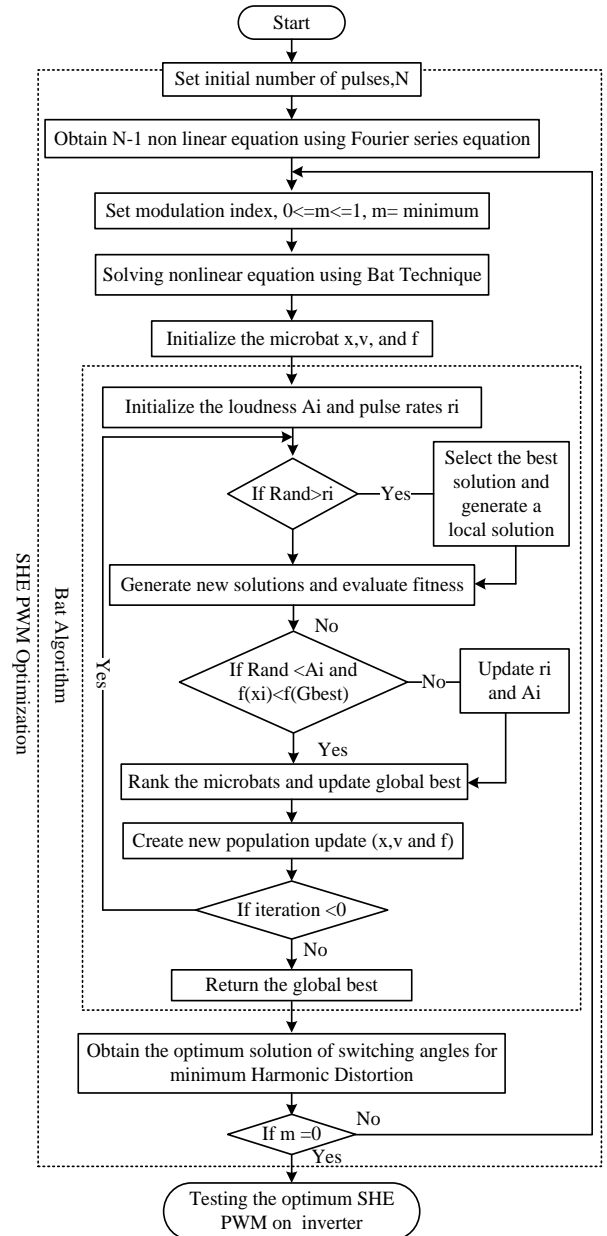 Start
Set initial number of pulses,N
Obtain N-1 non linear equation using Fourier series equation
Set modulation index, 0<=m<=1, m= minimum
Solving nonlinear equation using Bat Technique
Initialize the microbat x,v, and f
Initialize the loudness Ai and pulse rates ri
If Rand>ri
Yes
Select the best
solution and
generate a
local solution
Generate new solutions and evaluate fitness
No
If Rand <Ai and
f(xi)<f(Gbest)
No
Update ri
and Ai
Yes
Rank the microbats and update global best
Create new population update (x,v and f)
If iteration <0
Yes
No
Return the global best
Bat Algorithm
SHE PWM Optimization
Obtain the optimum solution of switching angles for
minimum Harmonic Distortion
If m =0
No
Yes
Testing the optimum SHE
PWM on inverter